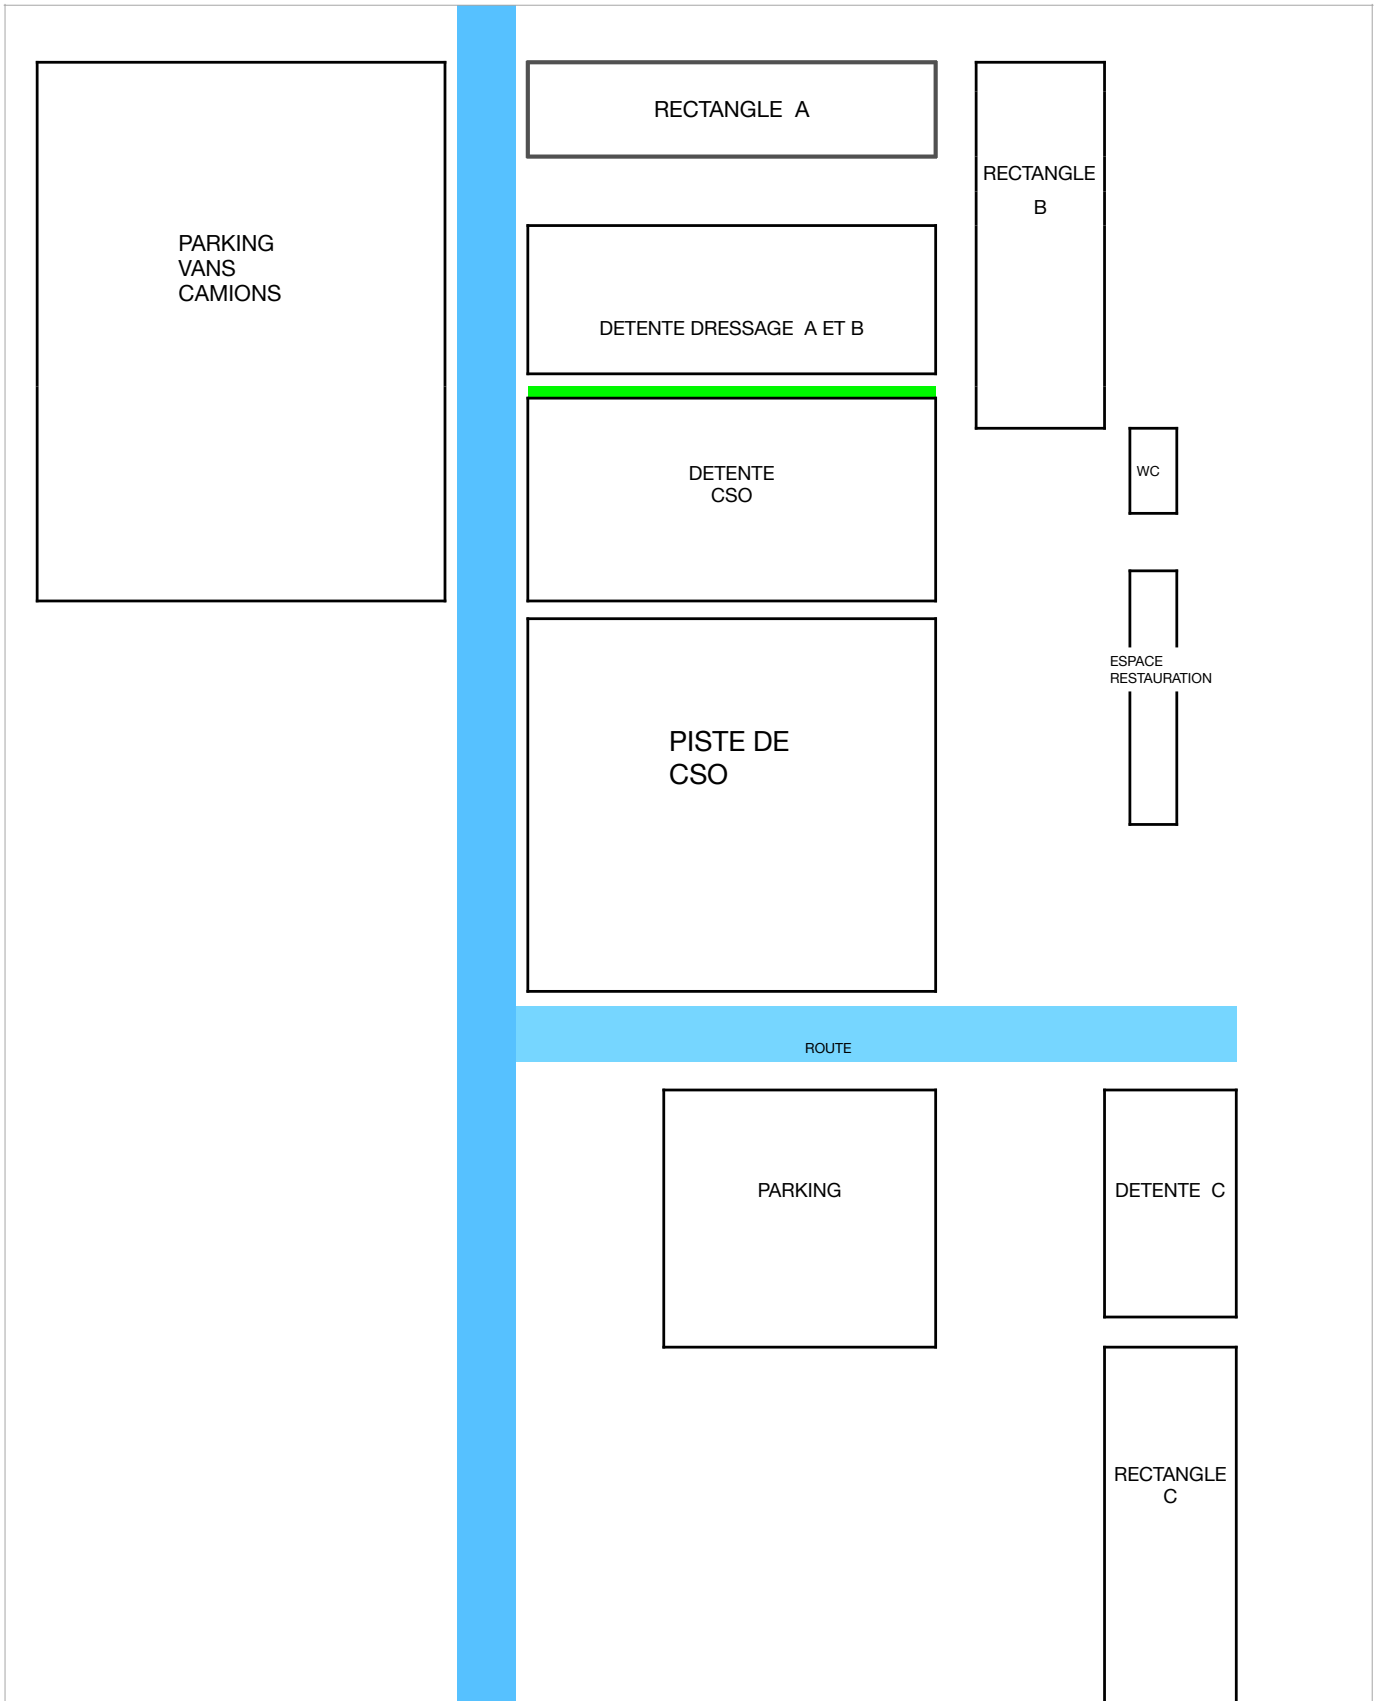 RECTANGLE A
RECTANGLE
B
PARKING
VANS
CAMIONS
DETENTE DRESSAGE A ET B
DETENTE
CSO
WC
ESPACE
RESTAURATION
PISTE DE
CSO
ROUTE
PARKING
DETENTE C
RECTANGLE
C